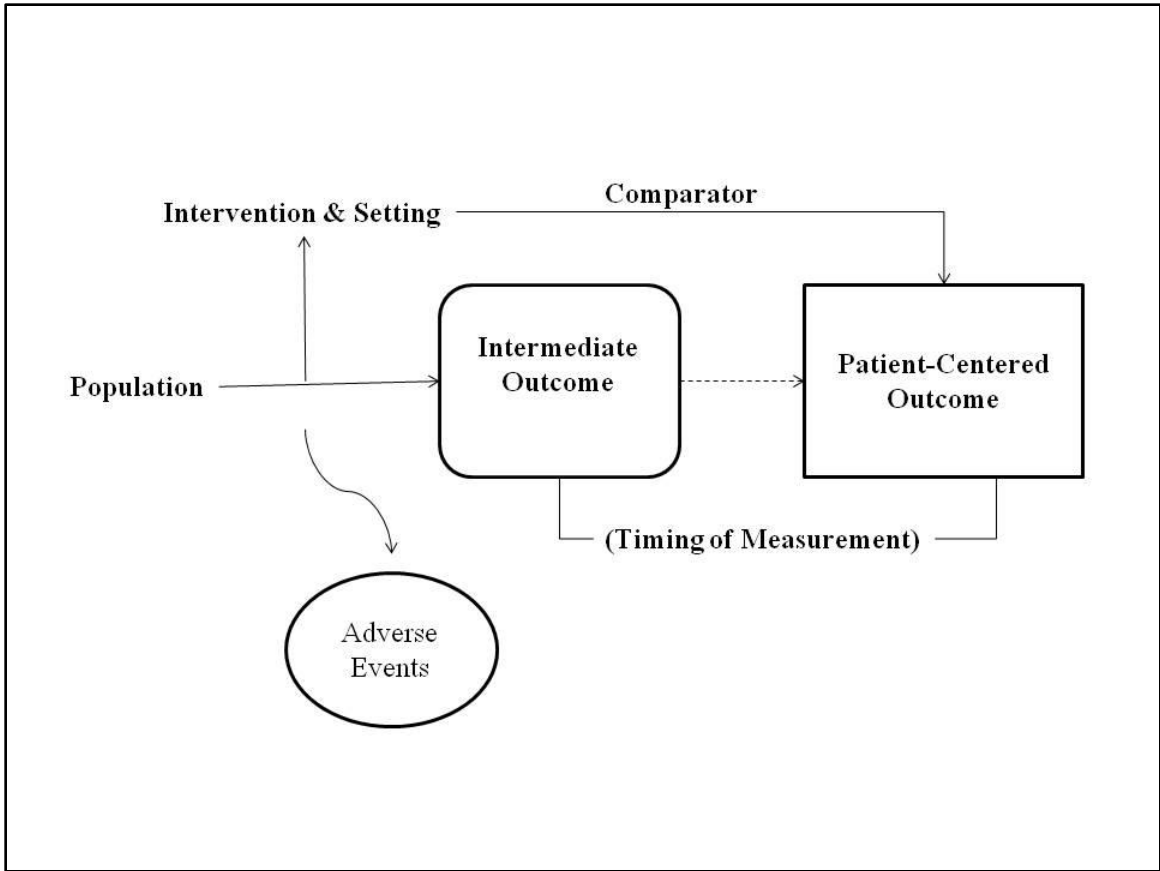 Comparator
Intervention & Setting
Intermediate
Outcome
Patient-Centered
Outcome
Population
(Timing of Measurement)
Adverse
Events